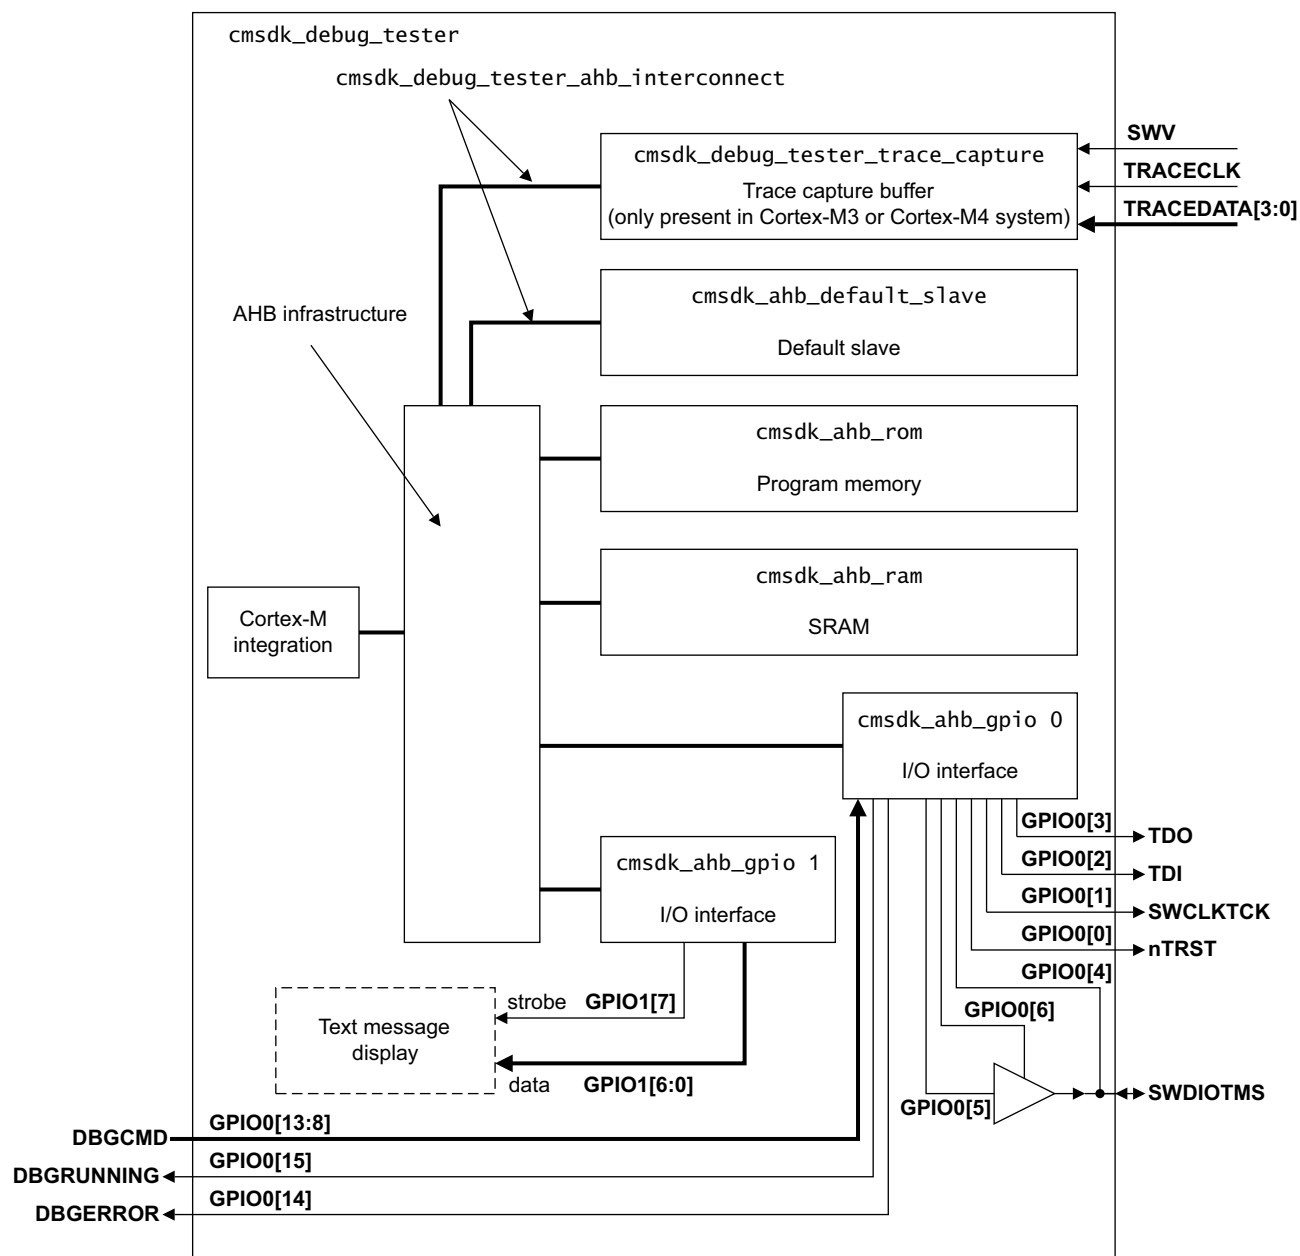 cmsdk_debug_tester
cmsdk_debug_tester_ahb_interconnect
SWV
cmsdk_debug_tester_trace_capture
TRACECLK
Trace capture buffer
(only present in Cortex-M3 or Cortex-M4 system)
TRACEDATA[3:0]
cmsdk_ahb_default_slave
AHB infrastructure
Default slave
cmsdk_ahb_rom
Program memory
cmsdk_ahb_ram
Cortex-M
integration
SRAM
cmsdk_ahb_gpio 0
I/O interface
GPIO0[3]
TDO
cmsdk_ahb_gpio 1
GPIO0[2]
TDI
I/O interface
GPIO0[1]
SWCLKTCK
GPIO0[0]
nTRST
GPIO0[4]
strobe
GPIO1[7]
GPIO0[6]
Text message
display
data
GPIO1[6:0]
SWDIOTMS
GPIO0[5]
GPIO0[13:8]
DBGCMD
GPIO0[15]
DBGRUNNING
GPIO0[14]
DBGERROR